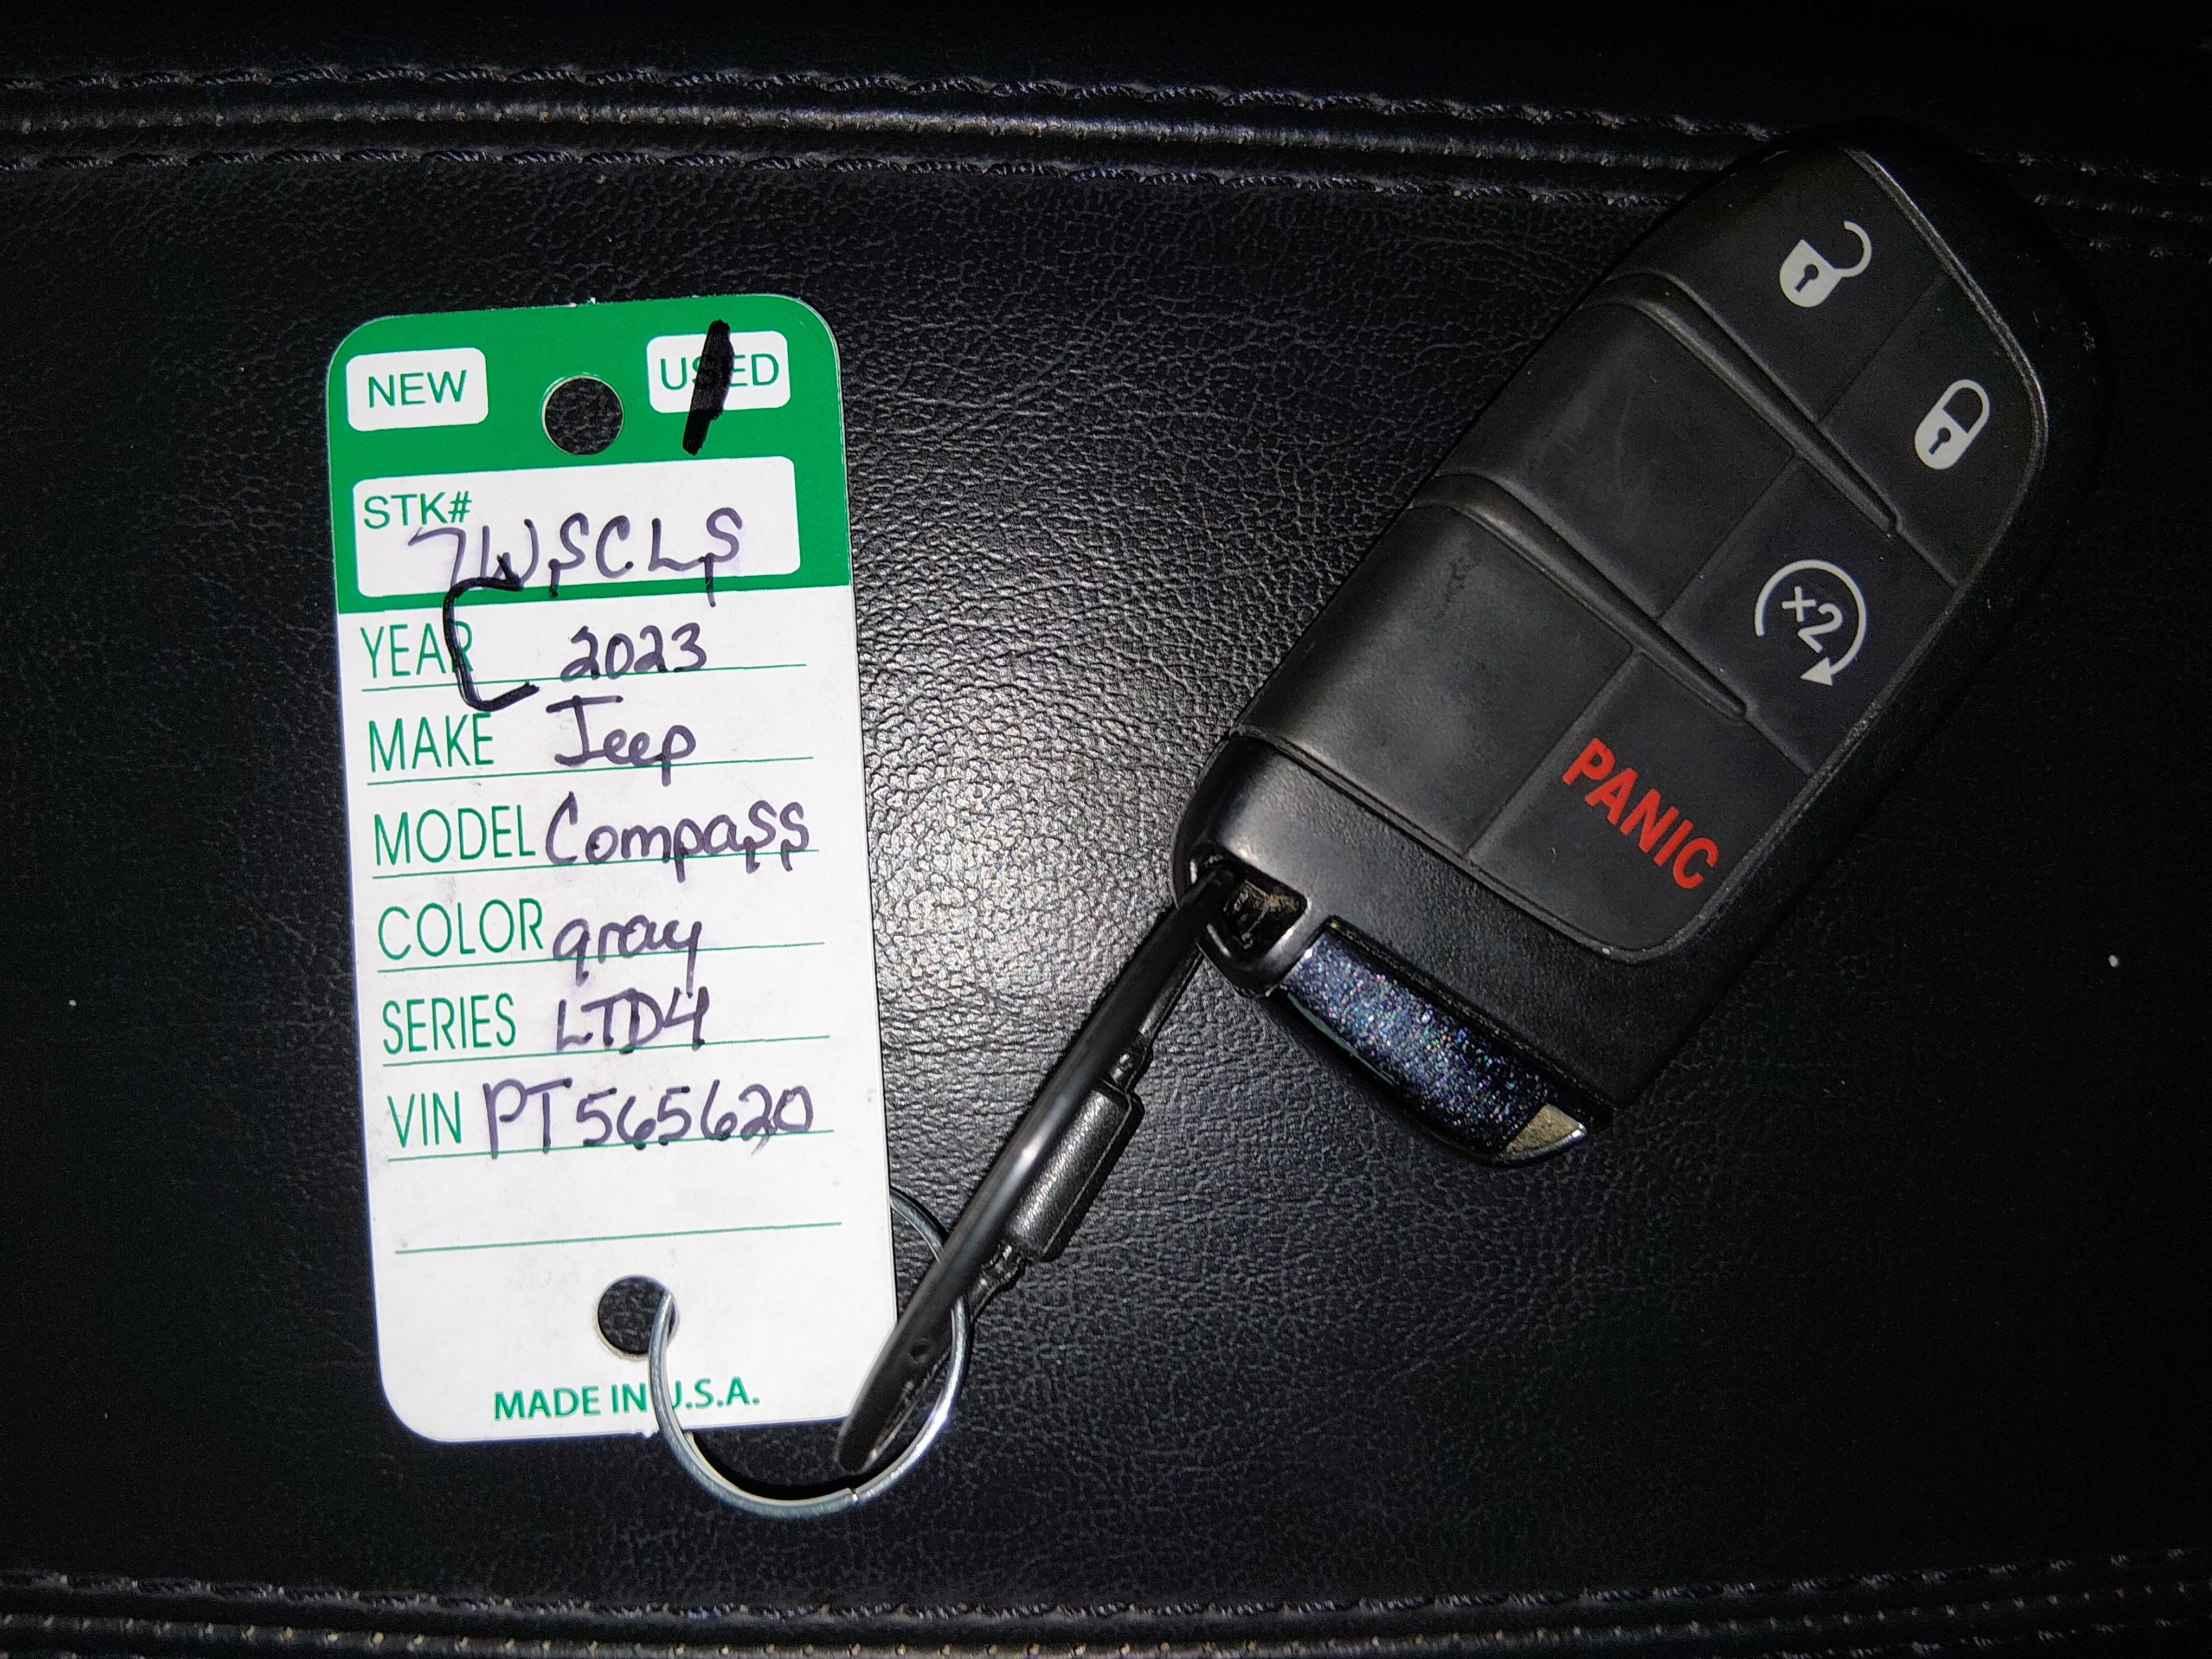 NEW USED
STK#
7WSCLS
YEAR 2023
MAKE Jeep
MODEL Compass
COLOR gray
SERIES LTD4
VIN PT565620
MADE IN U.S.A.
x2
PANIC